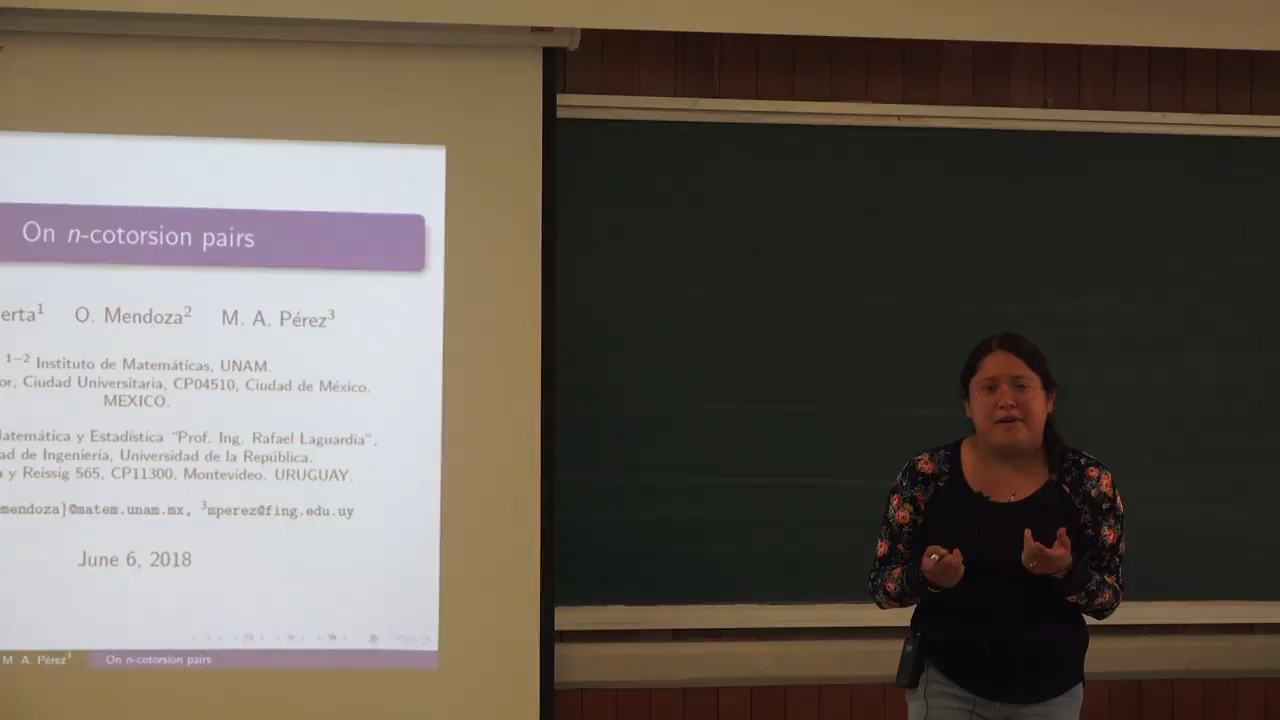 On n-cotorsion pairs
erta¹ O. Mendoza² M. A. Pérez³
1−2 Instituto de Matemáticas, UNAM.
or, Ciudad Universitaria, CP04510, Ciudad de México.
MEXICO.
atemática y Estadística “Prof. Ing. Rafael Laguardia”,
ad de Ingeniería, Universidad de la República.
a y Reissig 565, CP11300, Montevideo. URUGUAY.
mendoza}@matem.unam.mx, ³mperez@fing.edu.uy
June 6, 2018
M. A. Pérez³ On n-cotorsion pairs